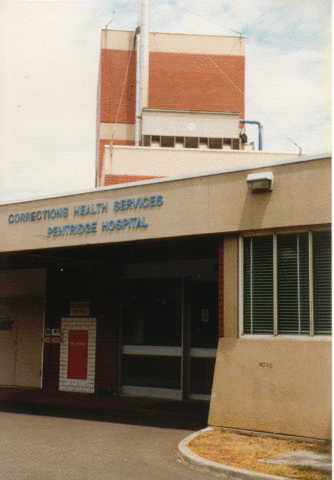 CORRECTIONS HEALTH SERVICES
PENTRIDGE HOSPITAL